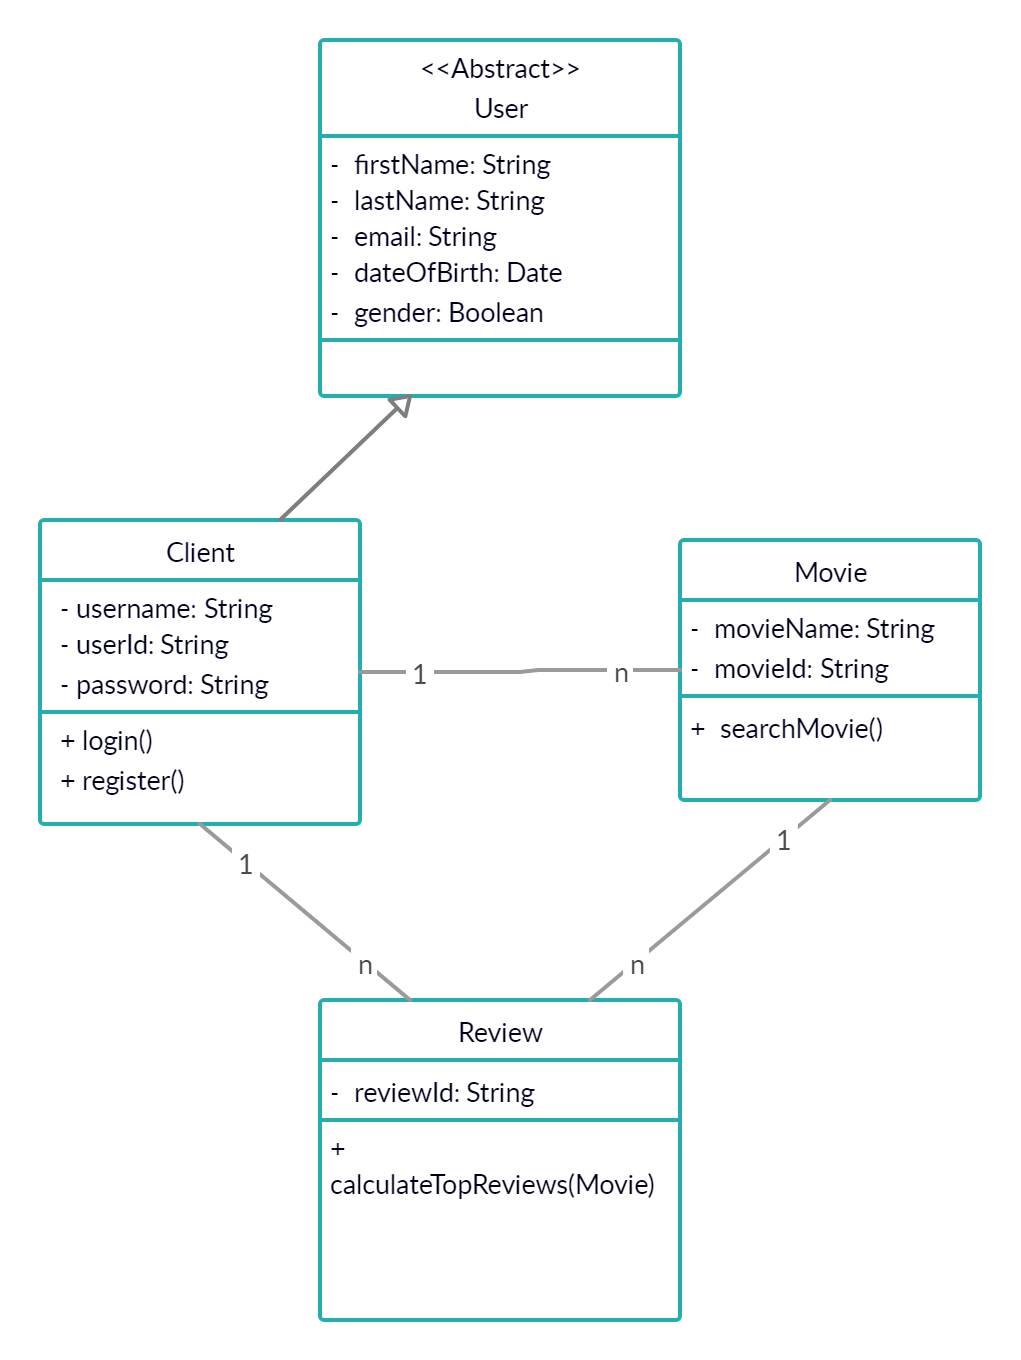 <<Abstract>>
User
- firstName: String
- lastName: String
- email: String
- dateOfBirth: Date
- gender: Boolean
Client
- username: String
- userId: String
- password: String
+ login()
+ register()
1
n
Movie
- movieName: String
- movieId: String
+ searchMovie()
1
n
1
n
Review
- reviewId: String
+
calculateTopReviews(Movie)